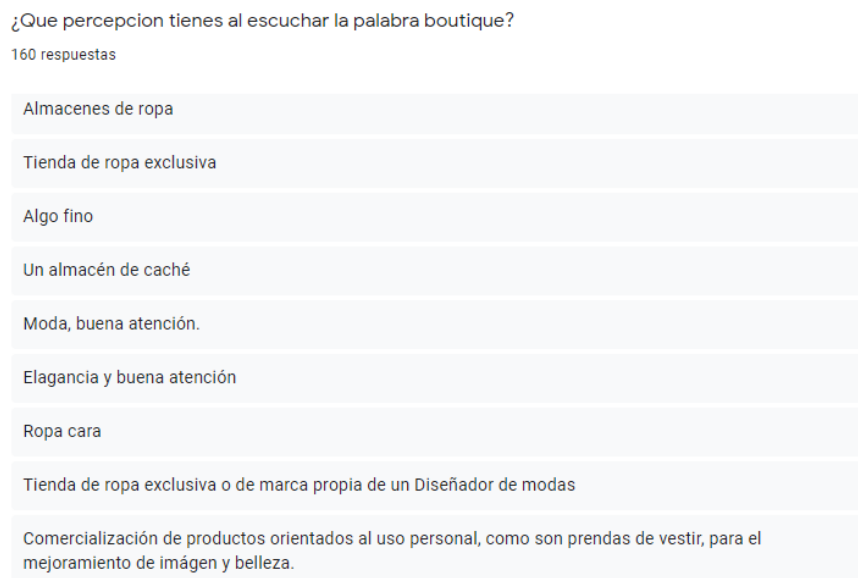 ¿Que percepcion tienes al escuchar la palabra boutique?
160 respuestas
Almacenes de ropa
Tienda de ropa exclusiva
Algo fino
Un almacén de caché
Moda, buena atención.
Elagancia y buena atención
Ropa cara
Tienda de ropa exclusiva o de marca propia de un Diseñador de modas
Comercialización de productos orientados al uso personal, como son prendas de vestir, para el
mejoramiento de imágen y belleza.